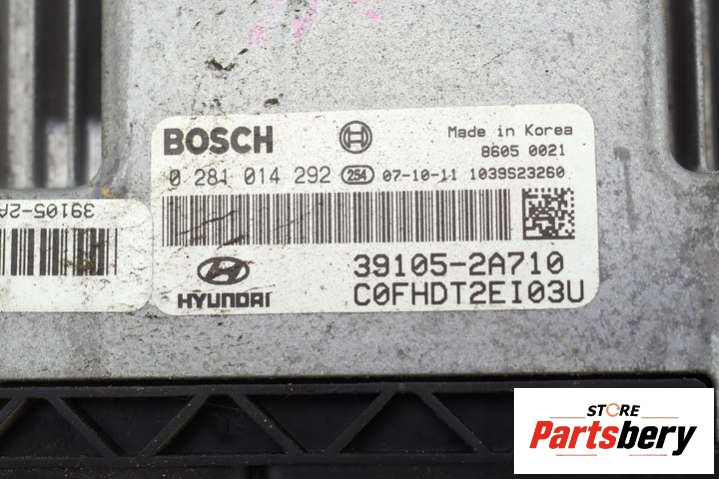 BOSCH
Made in Korea
8605 0021
0 281 014 292 254 07-10-11 1039S23260
39105-2A710
HYUNDAI
C0FHDT2EI03U
39105-2A
STORE
Partsbery